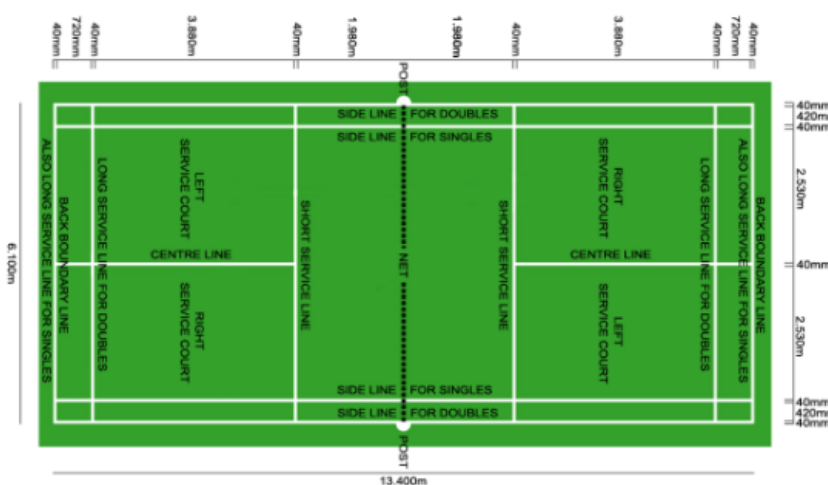 40mm
720mm
40mm
3.880m
40mm
1.980m
1.980m
40mm
3.880m
40mm
720mm
40mm
POST
SIDE LINE FOR DOUBLES
SIDE LINE FOR SINGLES
40mm
420mm
40mm
2.530m
40mm
2.530m
40mm
420mm
40mm
6.100m
ALSO LONG SERVICE LINE FOR SINGLES
BACK BOUNDARY LINE
LONG SERVICE LINE FOR DOUBLES
LEFT
SERVICE COURT
CENTRE LINE
RIGHT
SERVICE COURT
SHORT SERVICE LINE
NET
SHORT SERVICE LINE
RIGHT
SERVICE COURT
CENTRE LINE
LEFT
SERVICE COURT
LONG SERVICE LINE FOR DOUBLES
ALSO LONG SERVICE LINE FOR SINGLES
BACK BOUNDARY LINE
SIDE LINE FOR SINGLES
SIDE LINE FOR DOUBLES
POST
13.400m